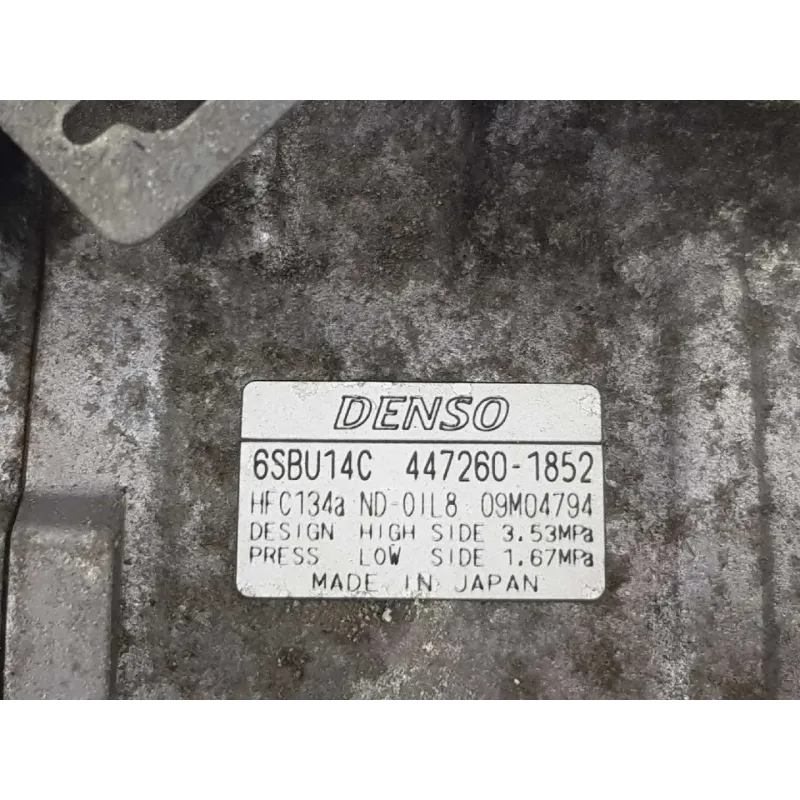 DENSO
6SBU14C 447260-1852
HFC134a ND-OIL8 09M04794
DESIGN HIGH SIDE 3.53MPa
PRESS LOW SIDE 1.67MPa
MADE IN JAPAN